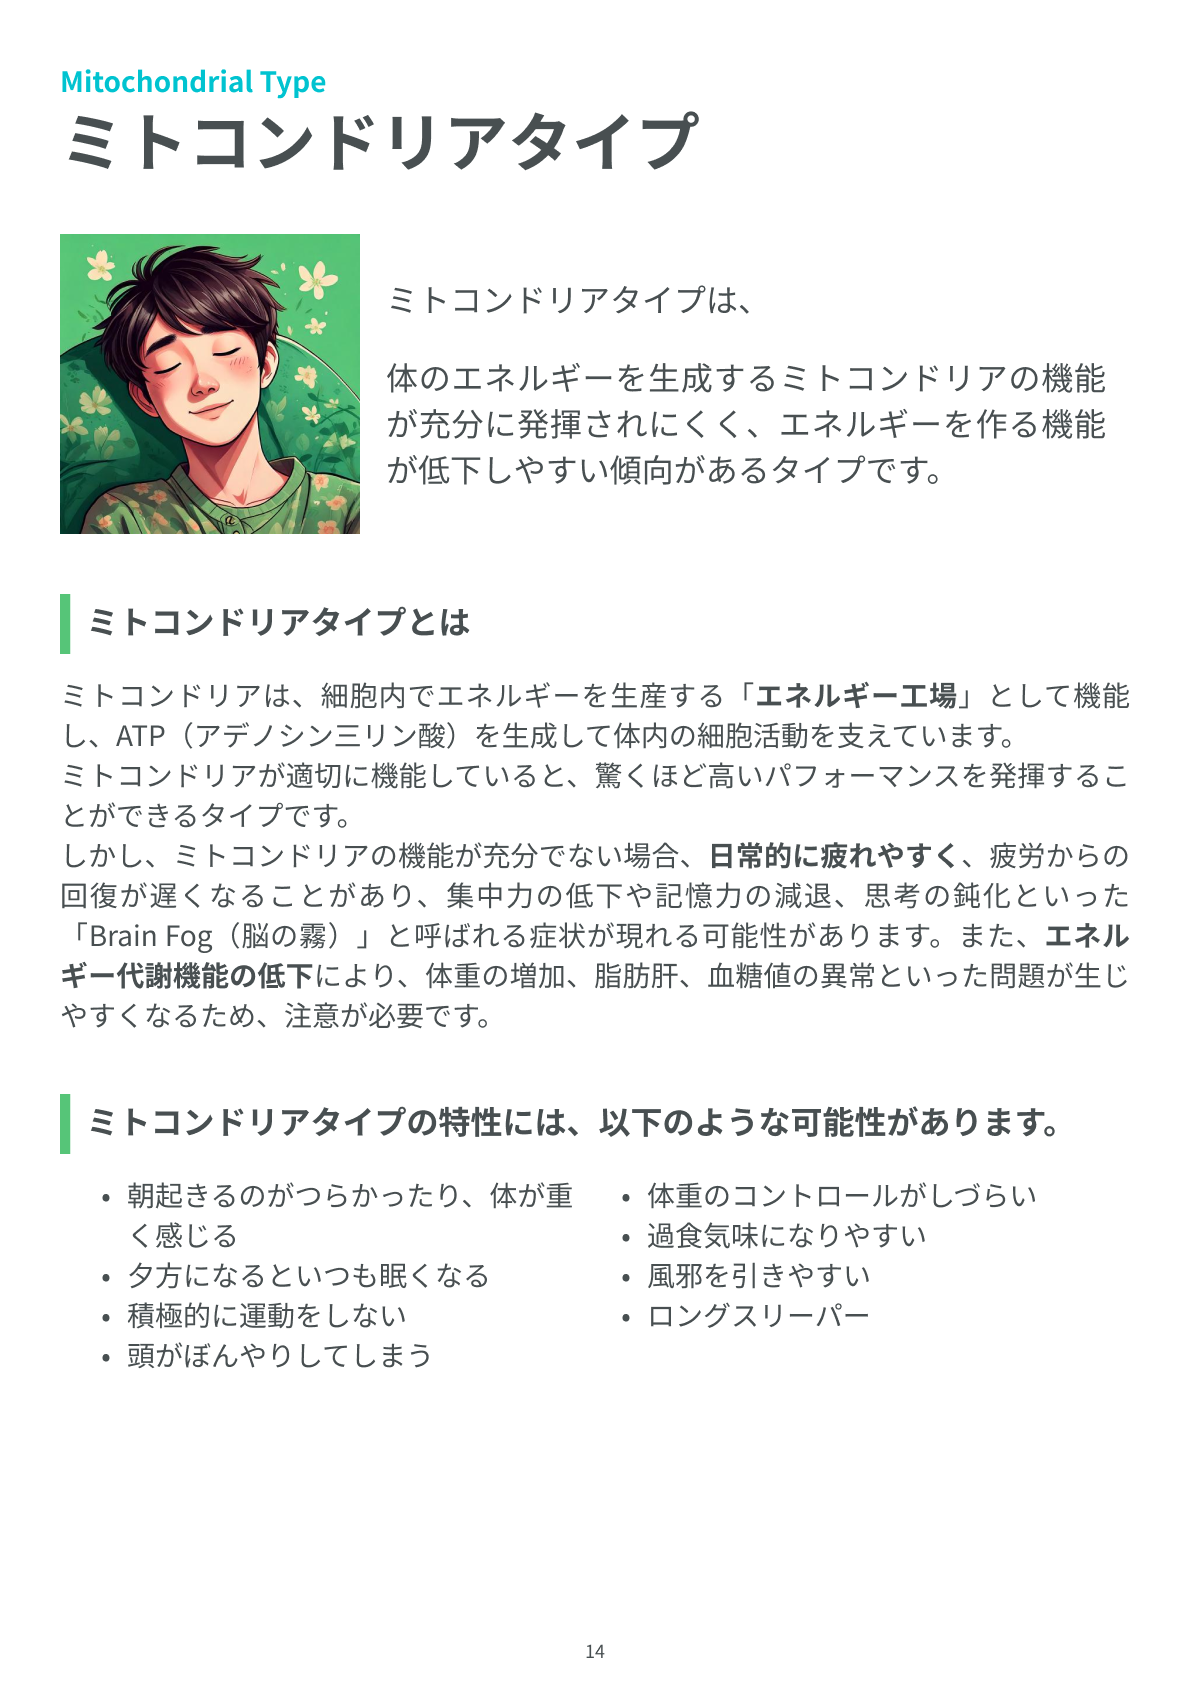 Mitochondrial Type
ミトコンドリアタイプ
ミトコンドリアタイプは、
体のエネルギーを生成するミトコンドリアの機能
が充分に発揮されにくく、エネルギーを作る機能
が低下しやすい傾向があるタイプです。
ミトコンドリアタイプとは
ミトコンドリアは、細胞内でエネルギーを生産する「エネルギー工場」として機能
し、ATP（アデノシン三リン酸）を生成して体内の細胞活動を支えています。
ミトコンドリアが適切に機能していると、驚くほど高いパフォーマンスを発揮するこ
とができるタイプです。
しかし、ミトコンドリアの機能が充分でない場合、日常的に疲れやすく、疲労からの
回復が遅くなることがあり、集中力の低下や記憶力の減退、思考の鈍化といった
「Brain Fog（脳の霧）」と呼ばれる症状が現れる可能性があります。また、エネル
ギー代謝機能の低下により、体重の増加、脂肪肝、血糖値の異常といった問題が生じ
やすくなるため、注意が必要です。
ミトコンドリアタイプの特性には、以下のような可能性があります。
• 朝起きるのがつらかったり、体が重
く感じる
• 夕方になるといつも眠くなる
• 積極的に運動をしない
• 頭がぼんやりしてしまう
• 体重のコントロールがしづらい
• 過食気味になりやすい
• 風邪を引きやすい
• ロングスリーパー
14